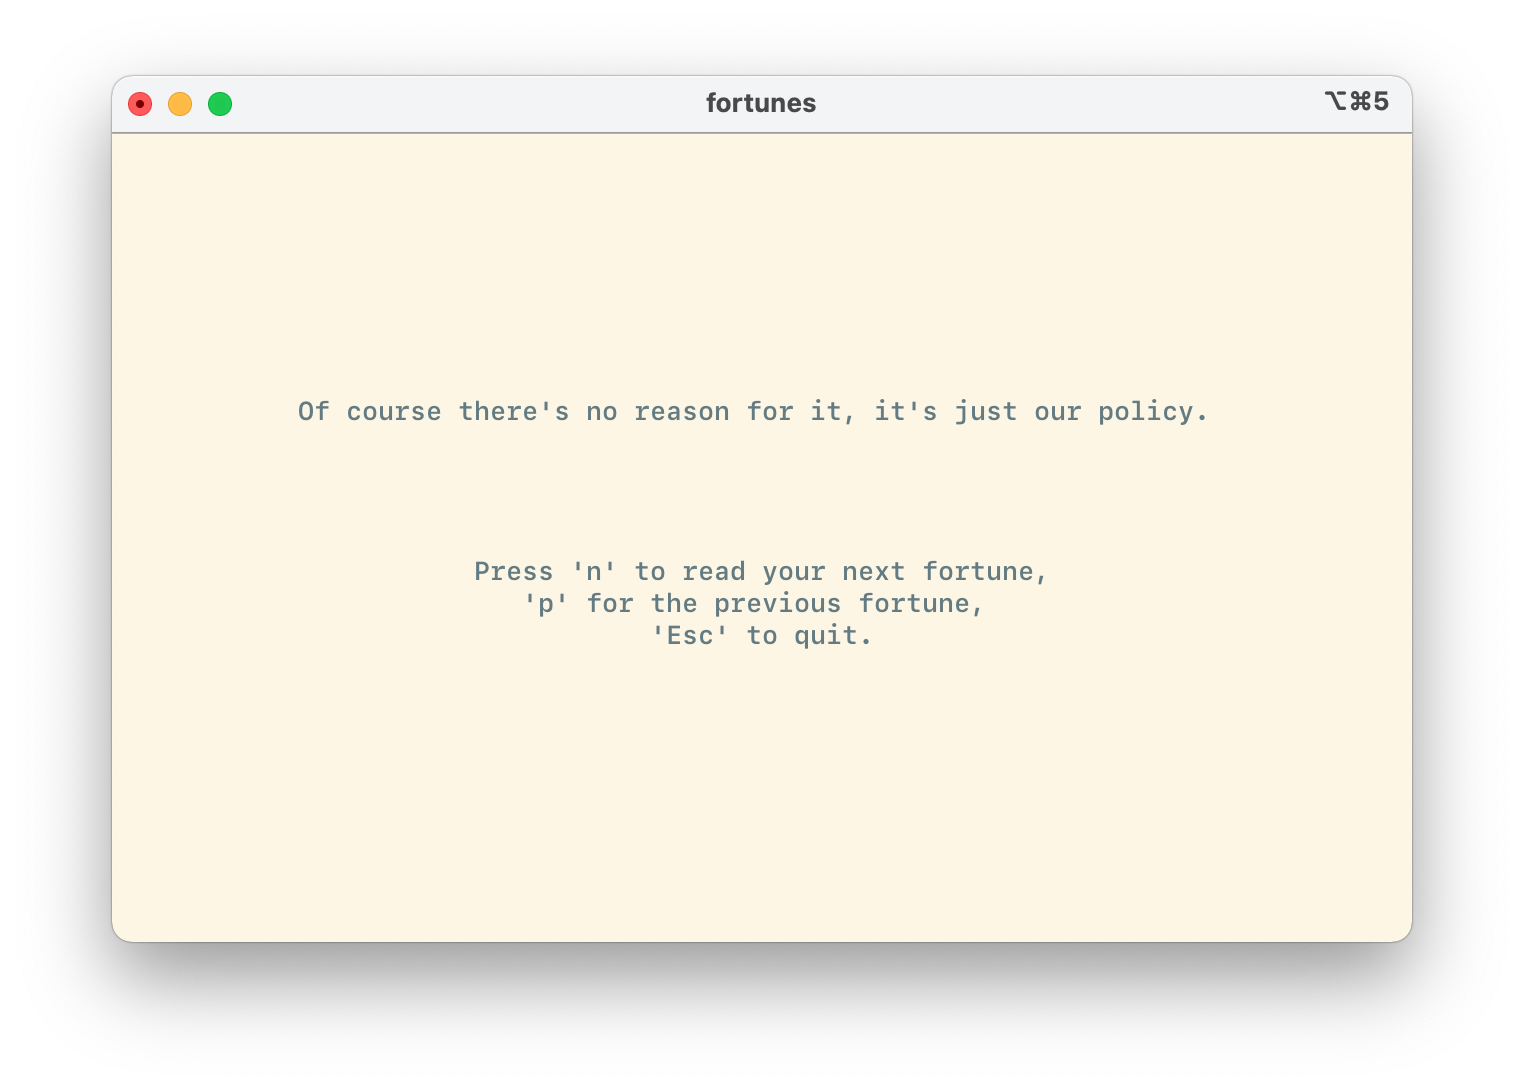 fortunes
⌥⌘5
Of course there's no reason for it, it's just our policy.
Press 'n' to read your next fortune,
'p' for the previous fortune,
'Esc' to quit.